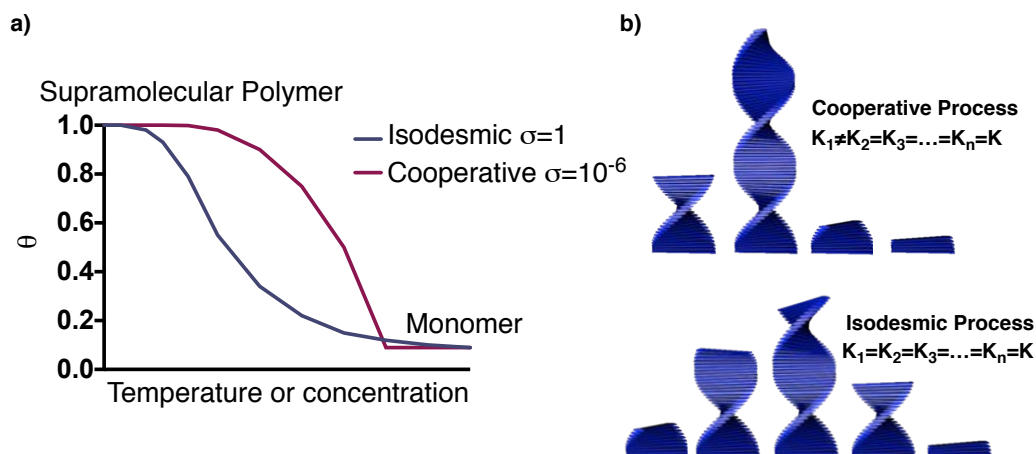 a)
Supramolecular Polymer
1.0
0.8
0.6
0.4
0.2
0.0
θ
Isodesmic σ=1
Cooperative σ=10⁻⁶
Monomer
Temperature or concentration
b)
Cooperative Process
K₁≠K₂=K₃=...=Kₙ=K
Isodesmic Process
K₁=K₂=K₃=...=Kₙ=K